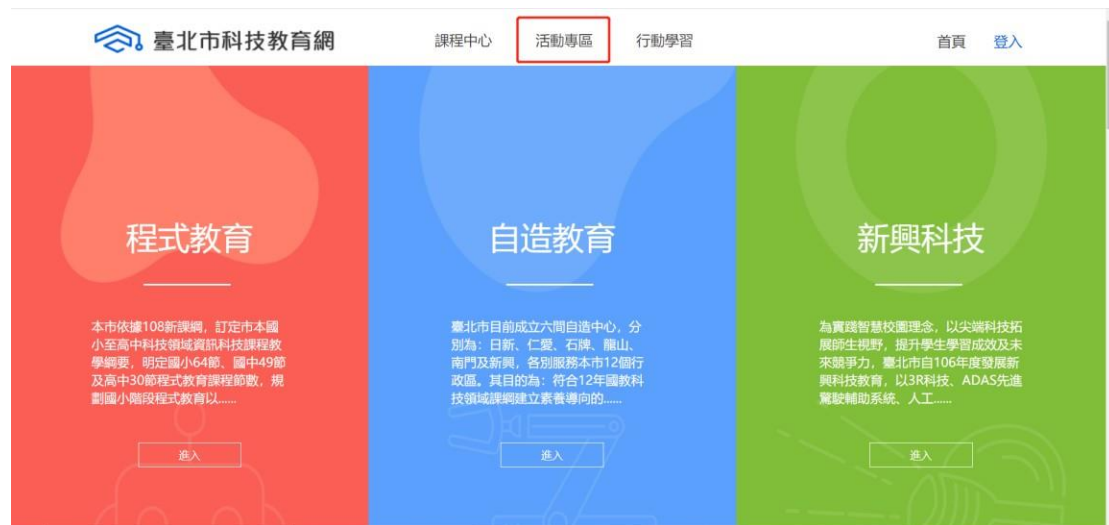 臺北市科技教育網
課程中心
活動專區
行動學習
首頁
登入
程式教育
本市依據108新課綱，訂定市本國
小至高中科技領域資訊科技課程教
學綱要，明定國小64節、國中49節
及高中30節程式教育課程節數，規
劃國小階段程式教育以......
進入
自造教育
臺北市目前成立六間自造中心，分
別為：日新、仁愛、石牌、龍山、
南門及新興，各別服務本市12個行
政區。其目的為：符合12年國教科
技領域課綱建立素養導向的......
進入
新興科技
為實踐智慧校園理念，以尖端科技拓
展師生視野，提升學生學習成效及未
來競爭力，臺北市自106年度發展新
興科技教育，以3R科技、ADAS先進
駕駛輔助系統、人工......
進入